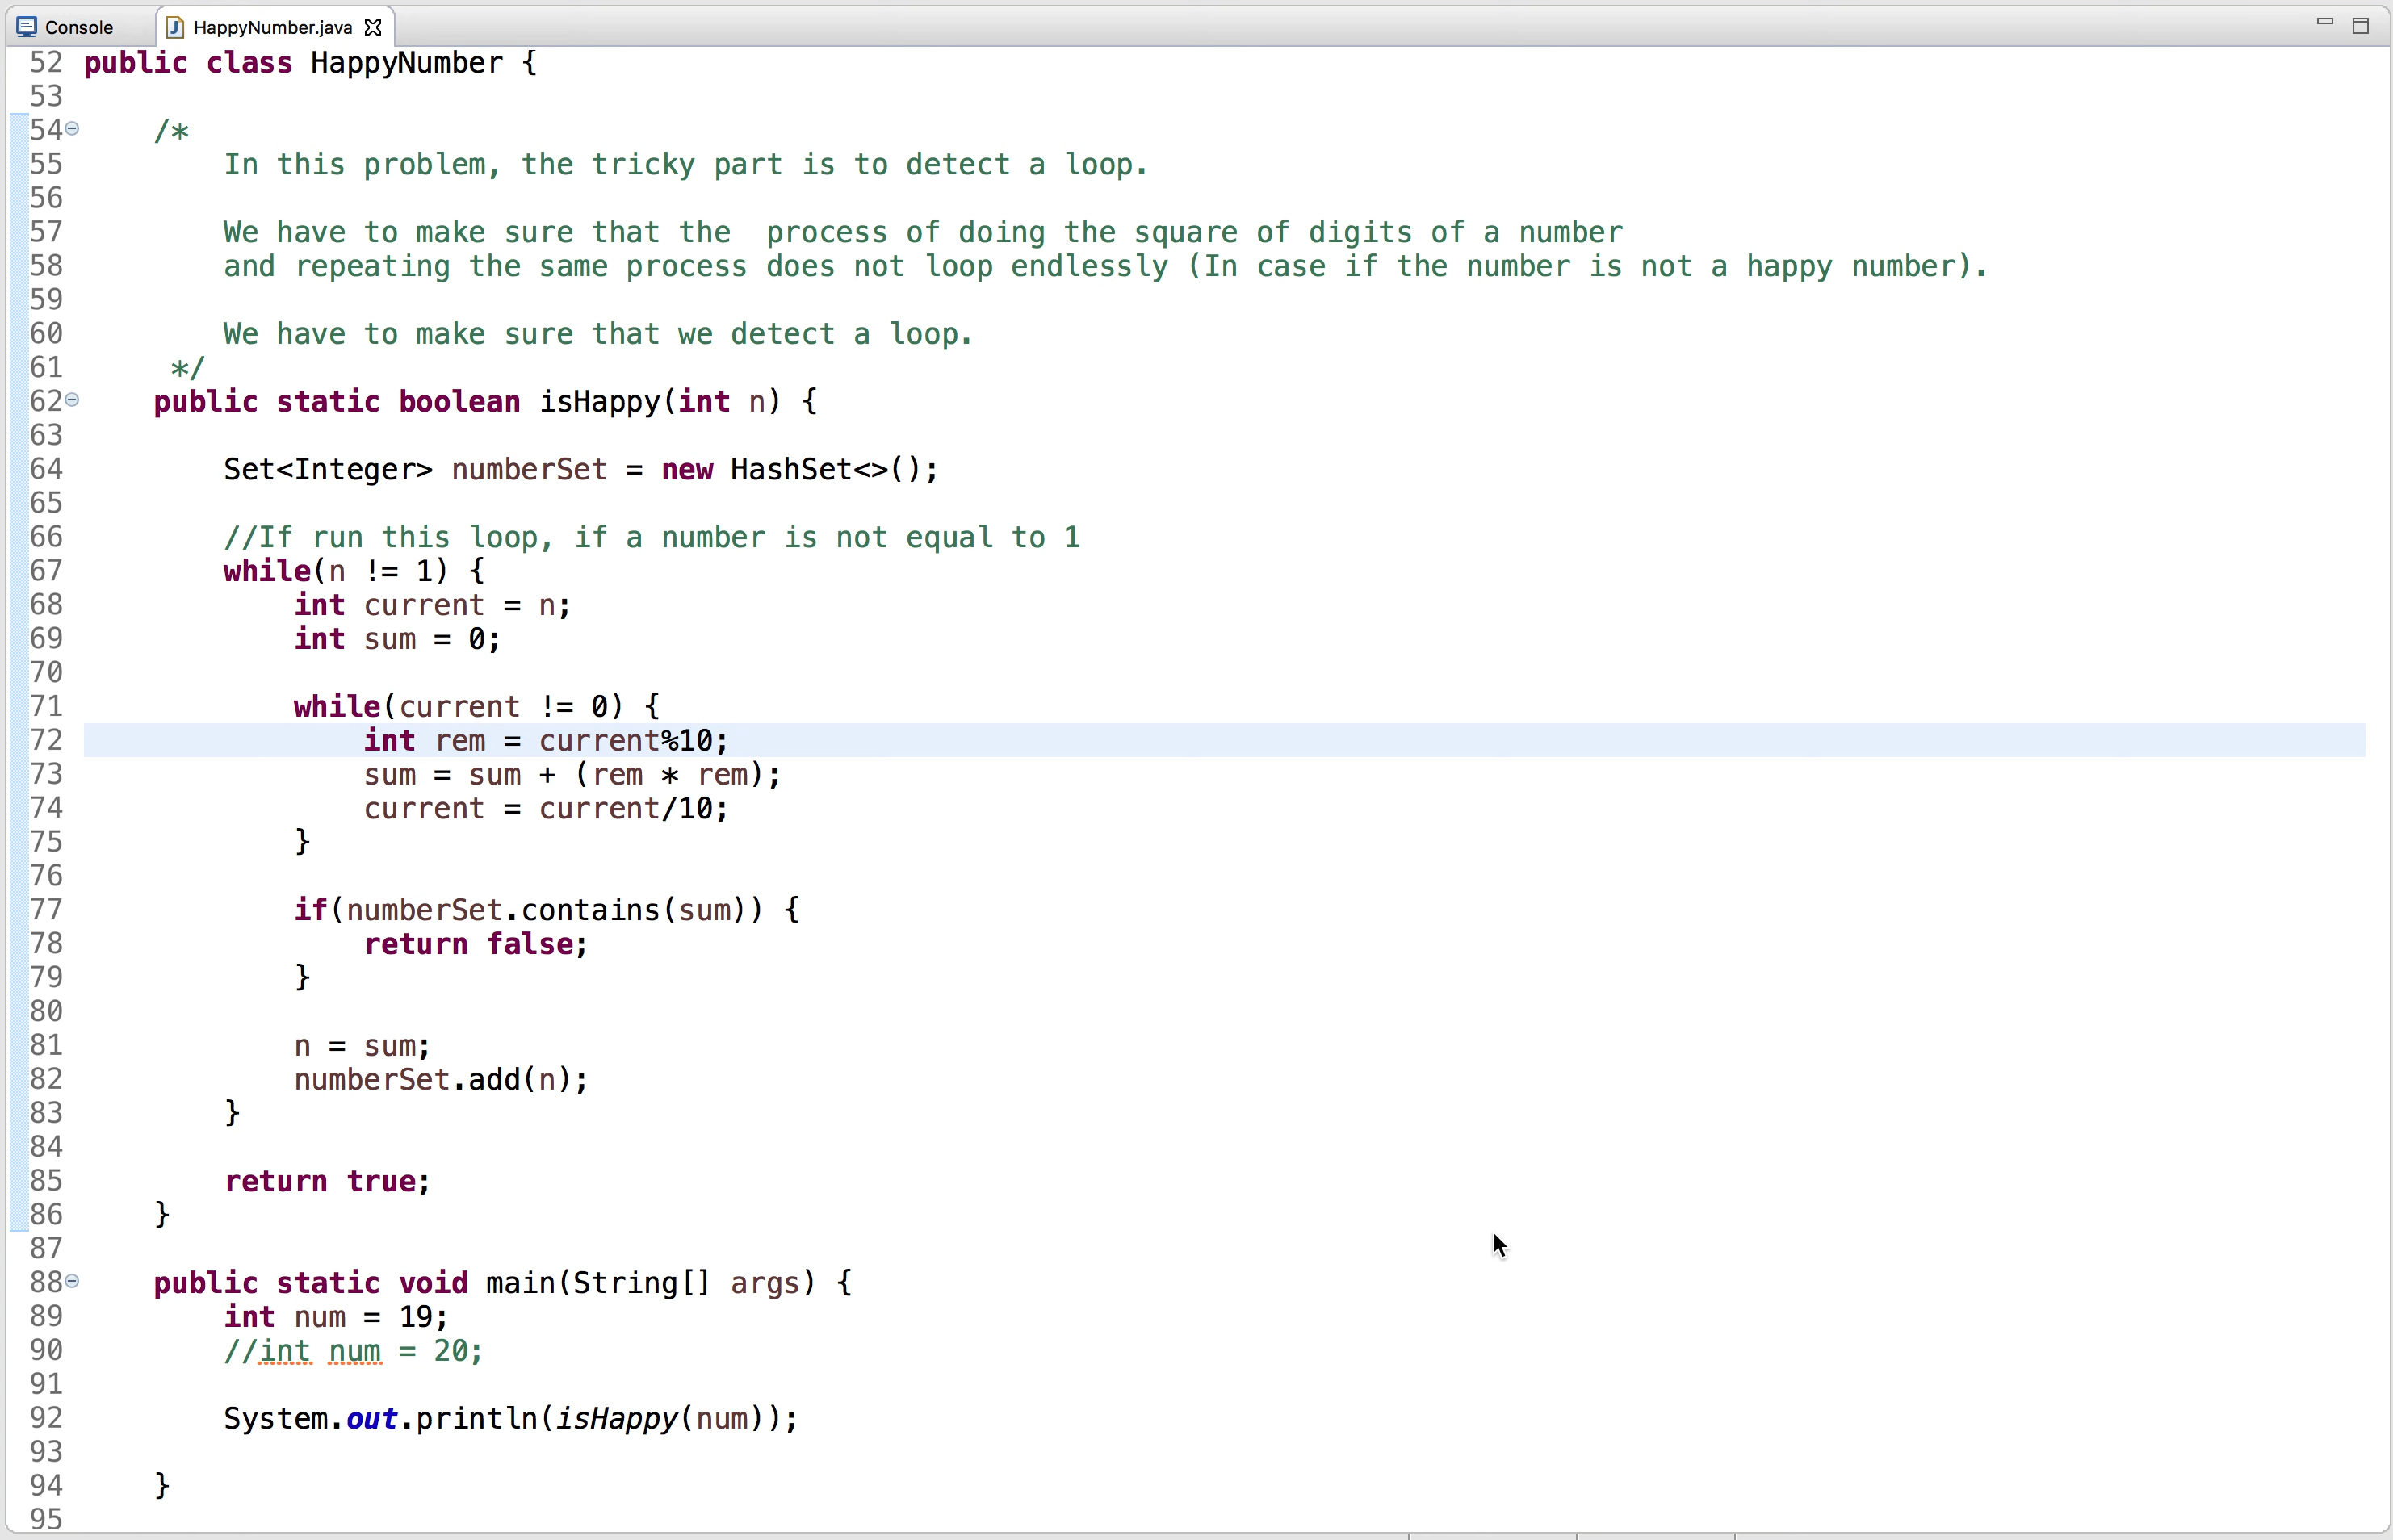 Console HappyNumber.java
52 public class HappyNumber {
53
54 /*
55 In this problem, the tricky part is to detect a loop.
56
57 We have to make sure that the  process of doing the square of digits of a number
58 and repeating the same process does not loop endlessly (In case if the number is not a happy number).
59
60 We have to make sure that we detect a loop.
61 */
62 public static boolean isHappy(int n) {
63
64 Set<Integer> numberSet = new HashSet<>();
65
66 //If run this loop, if a number is not equal to 1
67 while(n != 1) {
68 int current = n;
69 int sum = 0;
70
71 while(current != 0) {
72 int rem = current%10;
73 sum = sum + (rem * rem);
74 current = current/10;
75 }
76
77 if(numberSet.contains(sum)) {
78 return false;
79 }
80
81 n = sum;
82 numberSet.add(n);
83 }
84
85 return true;
86 }
87
88 public static void main(String[] args) {
89 int num = 19;
90 //int num = 20;
91
92 System.out.println(isHappy(num));
93
94 }
95